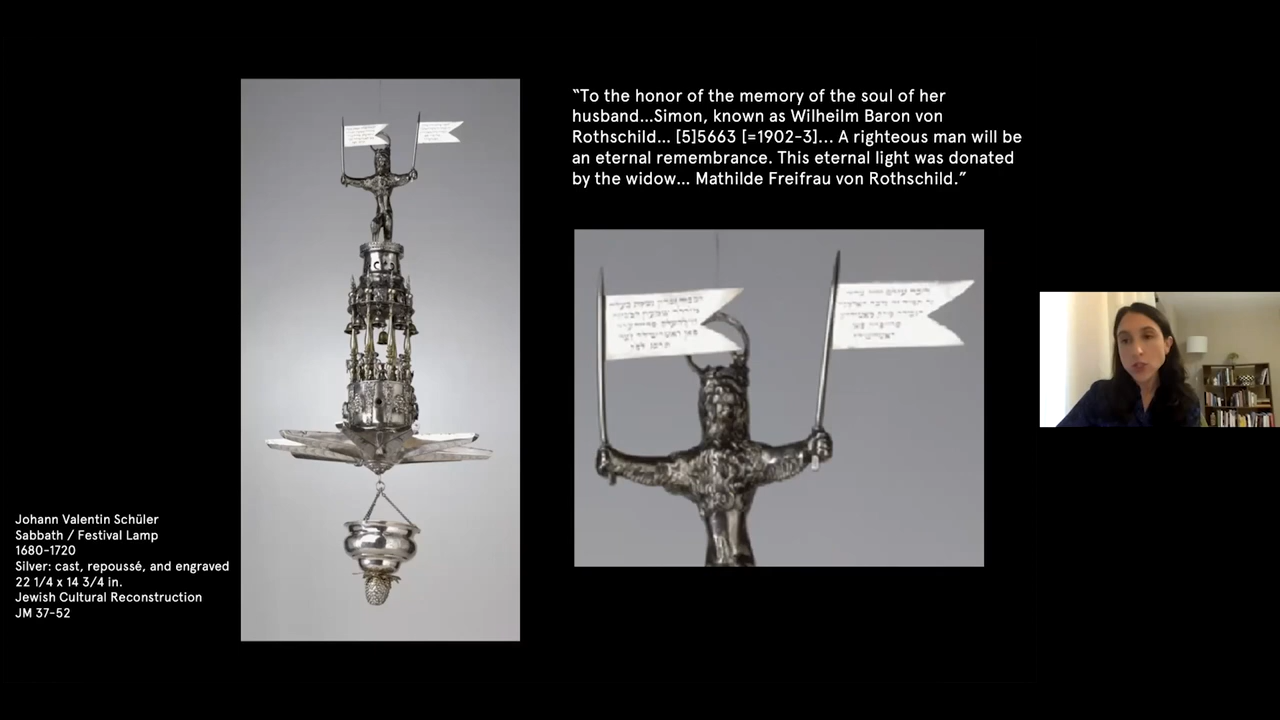 “To the honor of the memory of the soul of her
husband...Simon, known as Wilheilm Baron von
Rothschild... [5]5663 [=1902-3]... A righteous man will be
an eternal remembrance. This eternal light was donated
by the widow... Mathilde Freifrau von Rothschild.”
Johann Valentin Schüler
Sabbath / Festival Lamp
1680-1720
Silver: cast, repoussé, and engraved
22 1/4 x 14 3/4 in.
Jewish Cultural Reconstruction
JM 37-52